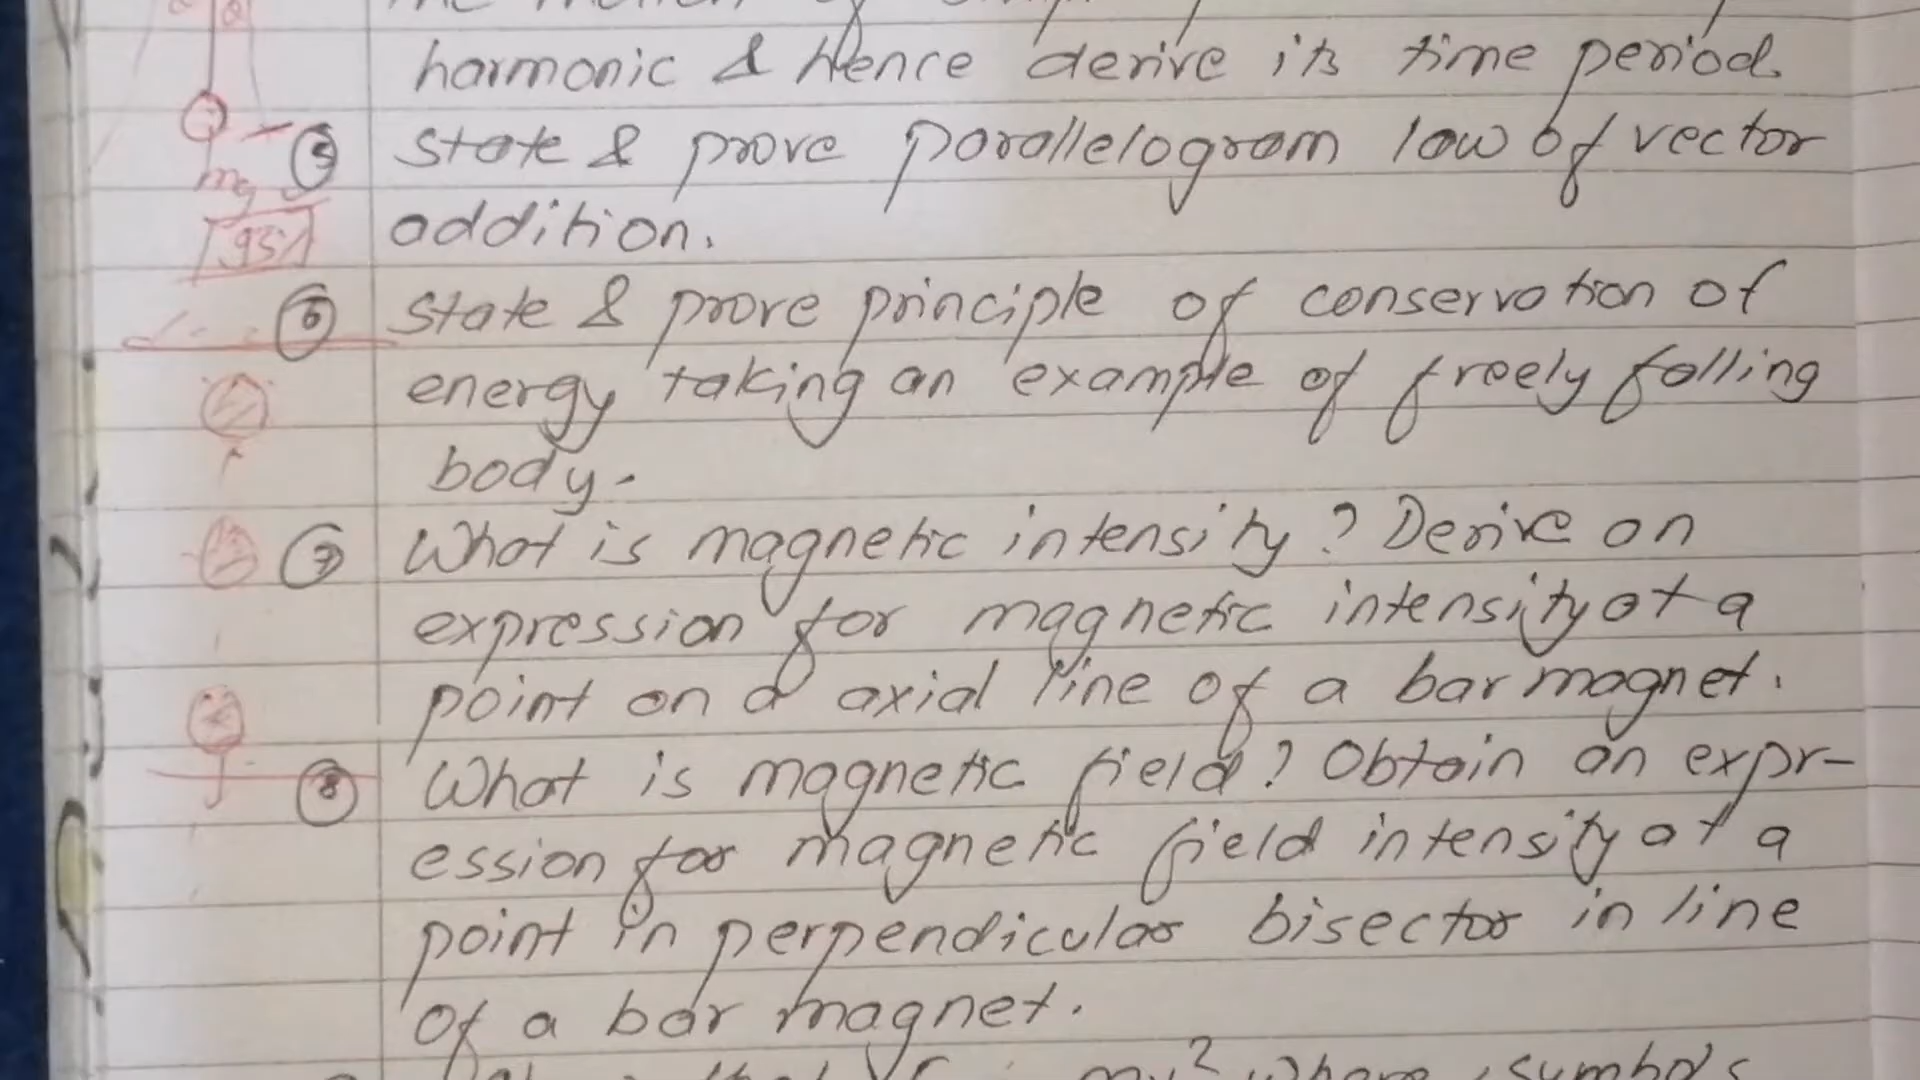 harmonic & hence derive its time period.
⑤ state & prove parallelogram law of vector
addition.
⑥ state & prove principle of conservation of
energy taking an example of freely falling
body.
⑦ What is magnetic intensity? Derive an
expression for magnetic intensity at a
point on a axial line of a bar magnet.
⑧ What is magnetic field? Obtain an expr-
ession for magnetic field intensity at a
point in perpendicular bisector in line
of a bar magnet.
mg
where, symbols